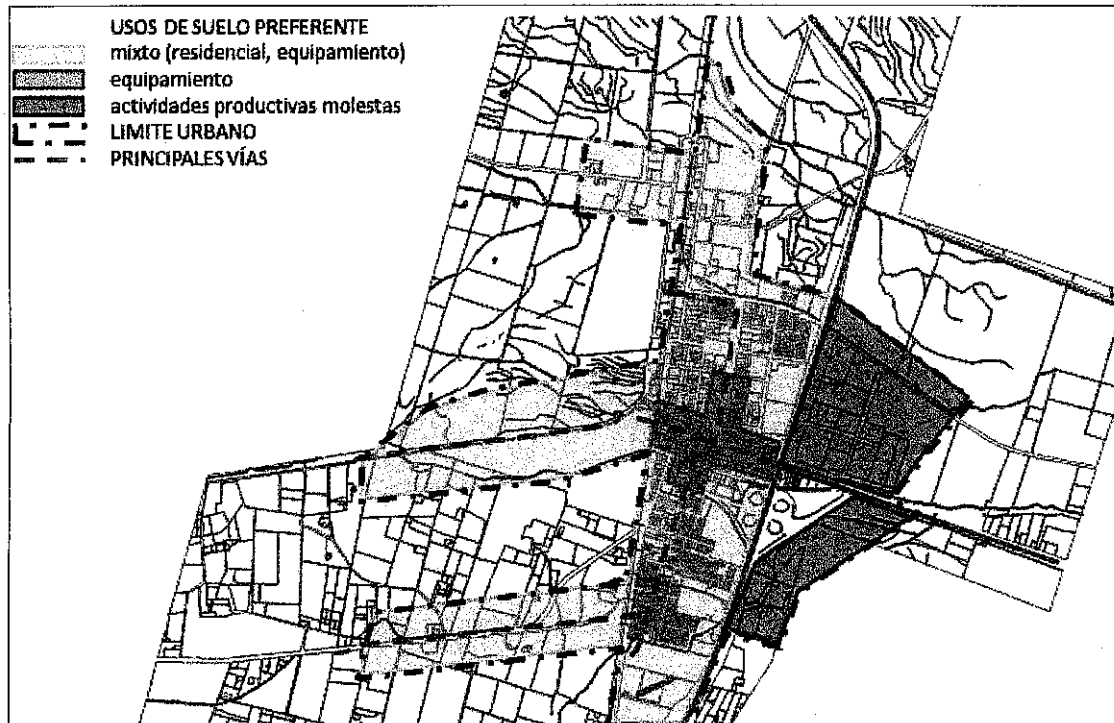 USOS DE SUELO PREFERENTE
mixto (residencial, equipamiento)
equipamiento
actividades productivas molestas
LIMITE URBANO
PRINCIPALES VÍAS